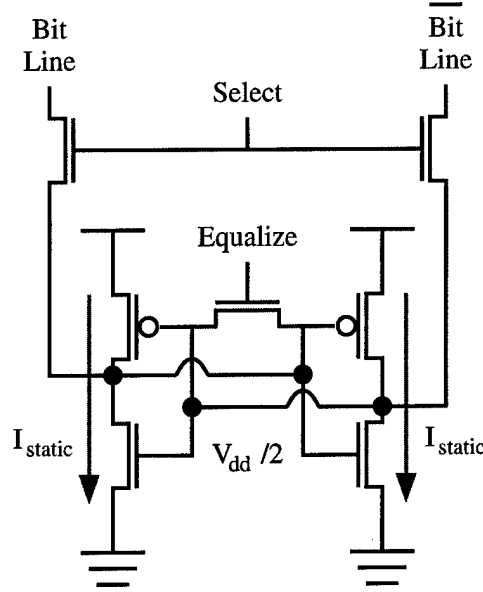 Bit
Line
Bit
Line
Select
Equalize
I static
V dd /2
I static